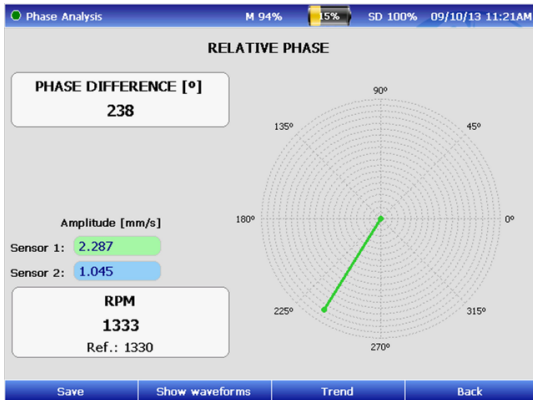 Phase Analysis M 94% 15% SD 100% 09/10/13 11:21AM
RELATIVE PHASE
PHASE DIFFERENCE [º]
238
90º
135º
45º
180º
0º
225º
315º
270º
Amplitude [mm/s]
Sensor 1: 2.287
Sensor 2: 1.045
RPM
1333
Ref.: 1330
Save Show waveforms Trend Back